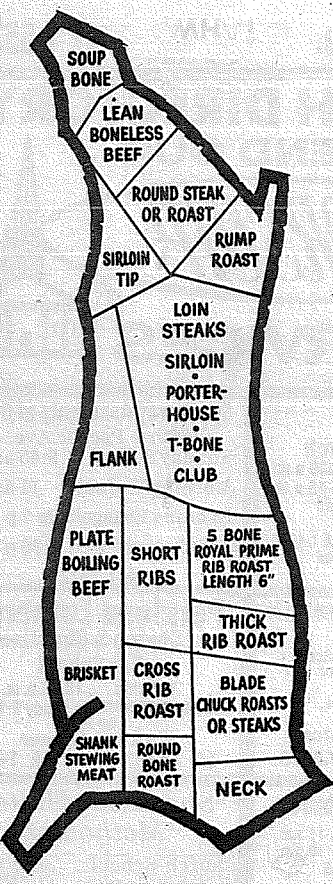 SOUP
BONE
LEAN
BONELESS
BEEF
ROUND STEAK
OR ROAST
RUMP
ROAST
SIRLOIN
TIP
LOIN
STEAKS
SIRLOIN
•
PORTER-
HOUSE
•
T-BONE
•
CLUB
FLANK
PLATE
BOILING
BEEF
SHORT
RIBS
5 BONE
ROYAL PRIME
RIB ROAST
LENGTH 6"
THICK
RIB ROAST
BRISKET
CROSS
RIB
ROAST
BLADE
CHUCK ROASTS
OR STEAKS
SHANK
STEWING
MEAT
ROUND
BONE
ROAST
NECK